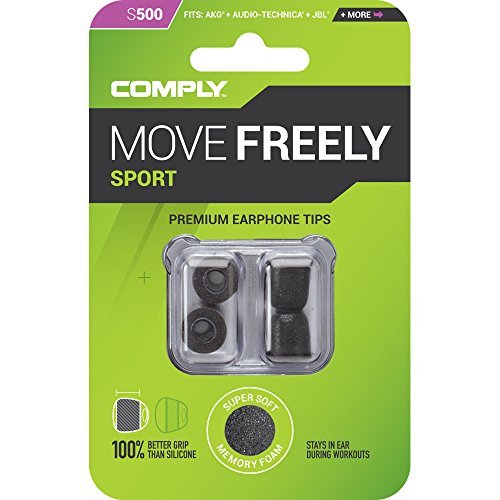 S500 FITS: AKG® + AUDIO-TECHNICA® + JBL® + MORE
COMPLY™
MOVE FREELY
SPORT
PREMIUM EARPHONE TIPS
SUPER SOFT
MEMORY FOAM
100% BETTER GRIP
THAN SILICONE
STAYS IN EAR
DURING WORKOUTS